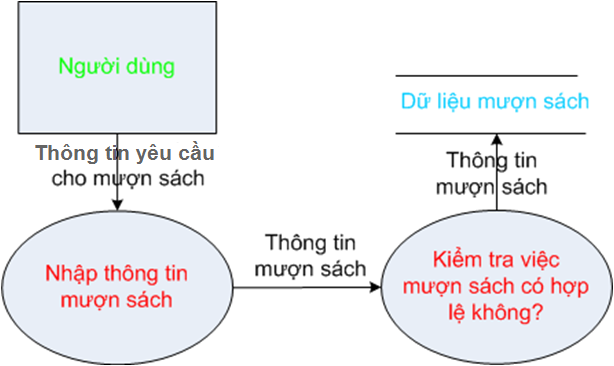 Người dùng
Thông tin yêu cầu
cho mượn sách
Nhập thông tin
mượn sách
Thông tin
mượn sách
Kiểm tra việc
mượn sách có hợp
lệ không?
Thông tin
mượn sách
Dữ liệu mượn sách